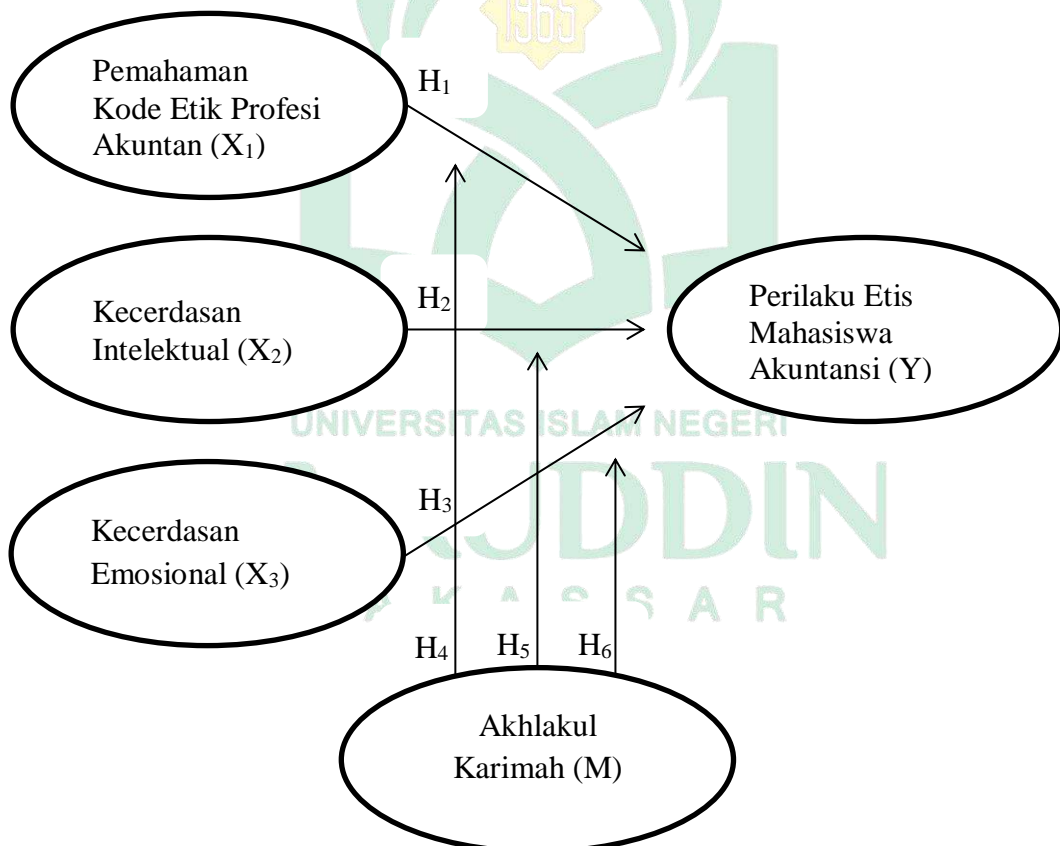 1965
Pemahaman
Kode Etik Profesi
Akuntan (X₁)
H₁
Kecerdasan
Intelektual (X₂)
H₂
Perilaku Etis
Mahasiswa
Akuntansi (Y)
UNIVERSITAS ISLAM NEGERI
Kecerdasan
Emosional (X₃)
H₃
H₄
H₅
H₆
Akhlakul
Karimah (M)